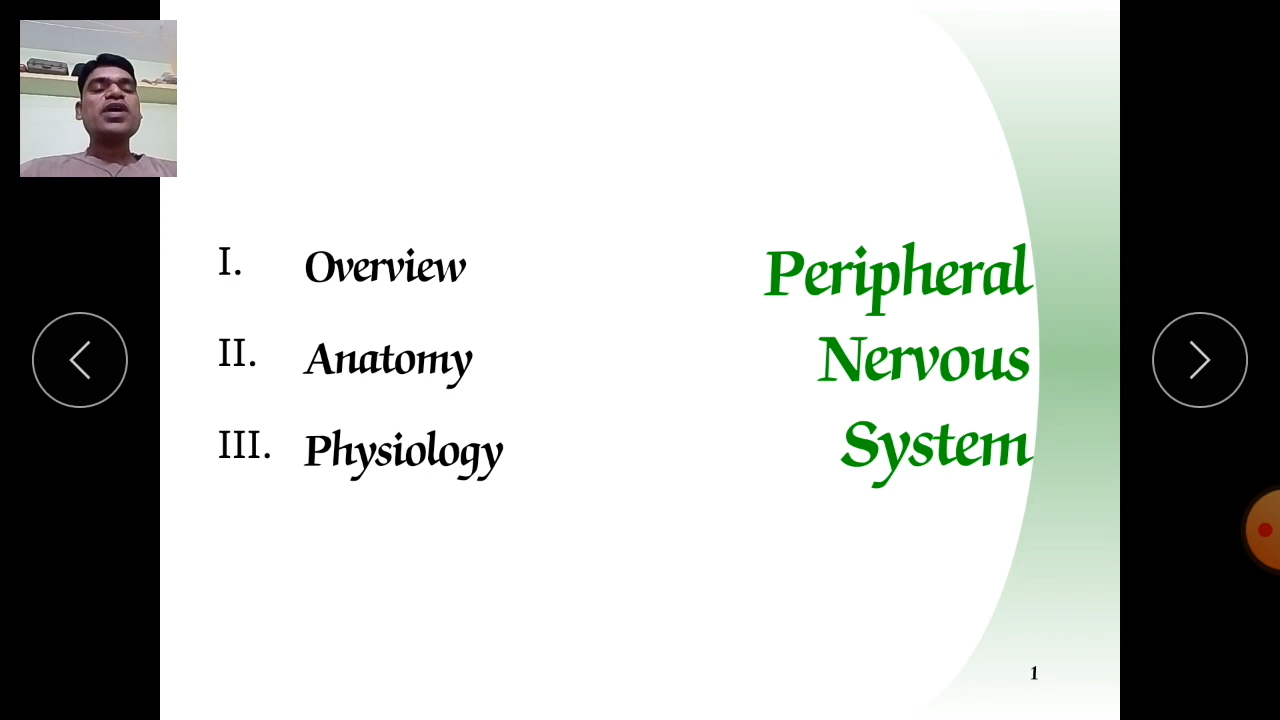 I. Overview
II. Anatomy
III. Physiology
Peripheral
Nervous
System
1